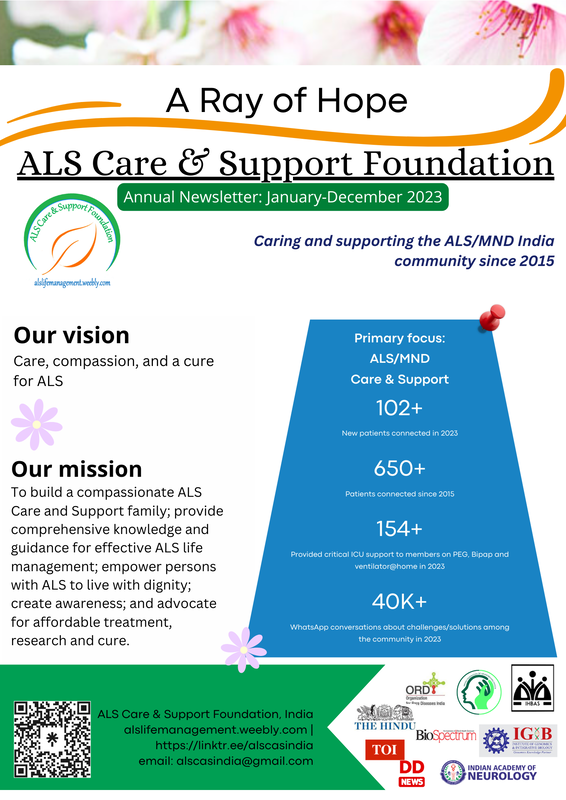 A Ray of Hope
ALS Care & Support Foundation
Annual Newsletter: January-December 2023
ALS Care & Support Foundation
alslifemanagement.weebly.com
Caring and supporting the ALS/MND India
community since 2015
Our vision
Care, compassion, and a cure
for ALS
Our mission
To build a compassionate ALS
Care and Support family; provide
comprehensive knowledge and
guidance for effective ALS life
management; empower persons
with ALS to live with dignity;
create awareness; and advocate
for affordable treatment,
research and cure.
Primary focus:
ALS/MND
Care & Support
102+
New patients connected in 2023
650+
Patients connected since 2015
154+
Provided critical ICU support to members on PEG, Bipap and
ventilator@home in 2023
40K+
WhatsApp conversations about challenges/solutions among
the community in 2023
ALS Care & Support Foundation, India
alslifemanagement.weebly.com |
https://linktr.ee/alscasindia
email: alscasindia@gmail.com
ORDI
Organization
for Rare Diseases India
IHBAS
THE HINDU
BioSpectrum
IGIB
TOI
DD
NEWS
INDIAN ACADEMY OF
NEUROLOGY